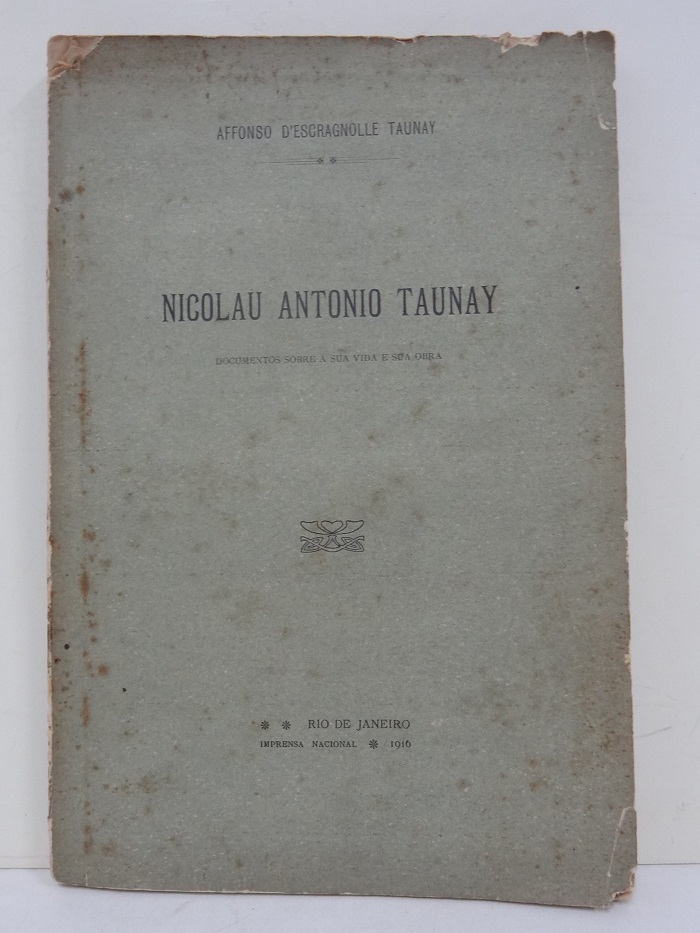 AFFONSO D'ESCRAGNOLLE TAUNAY
NICOLAU ANTONIO TAUNAY
DOCUMENTOS SOBRE A SUA VIDA E SUA OBRA
RIO DE JANEIRO
IMPRENSA NACIONAL 1916